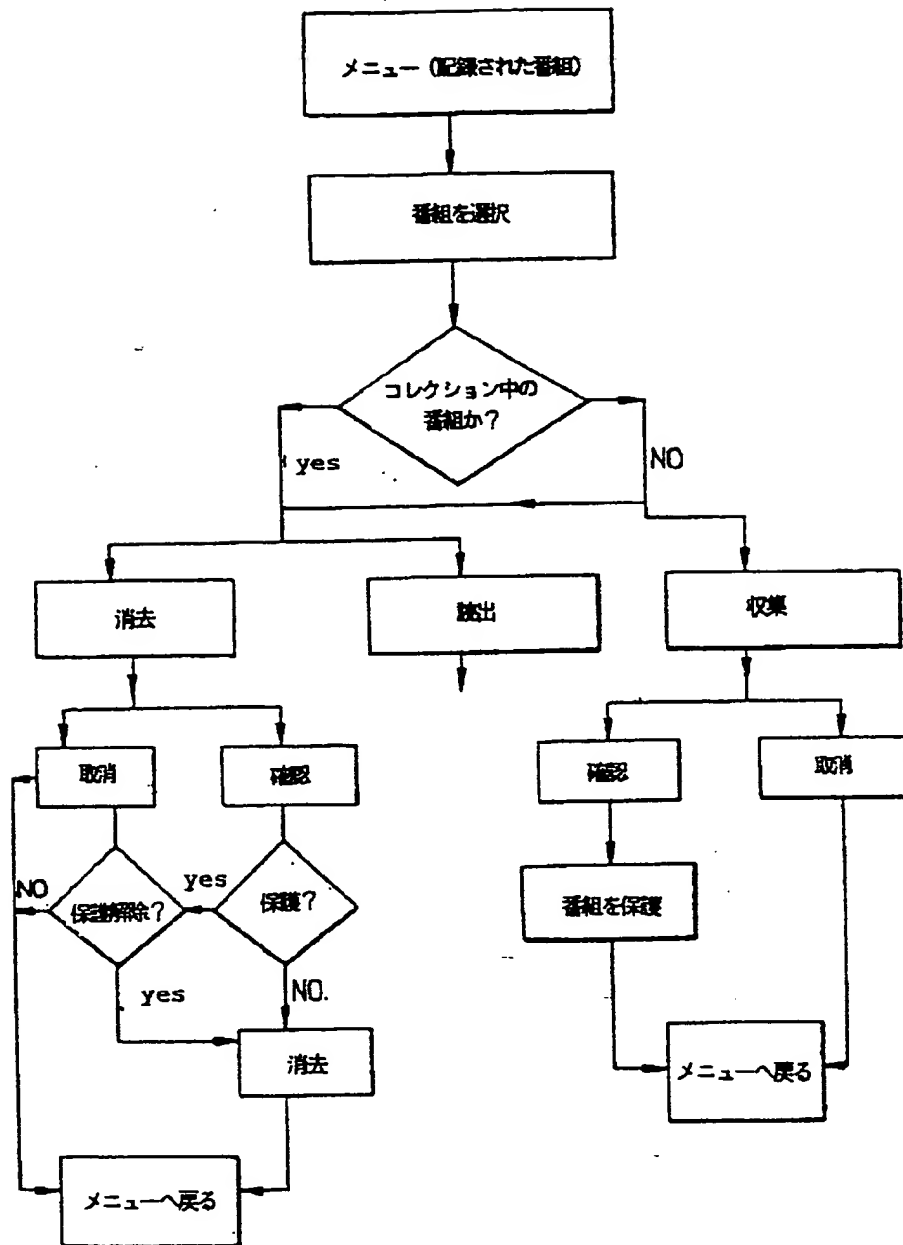 メニュー (記録された番組)
番組を選択
コレクション中の
番組か?
yes
NO
消去
読出
収集
取消
確認
確認
取消
NO
保護解除?
yes
保護?
番組を保護
yes
NO.
消去
メニューへ戻る
メニューへ戻る